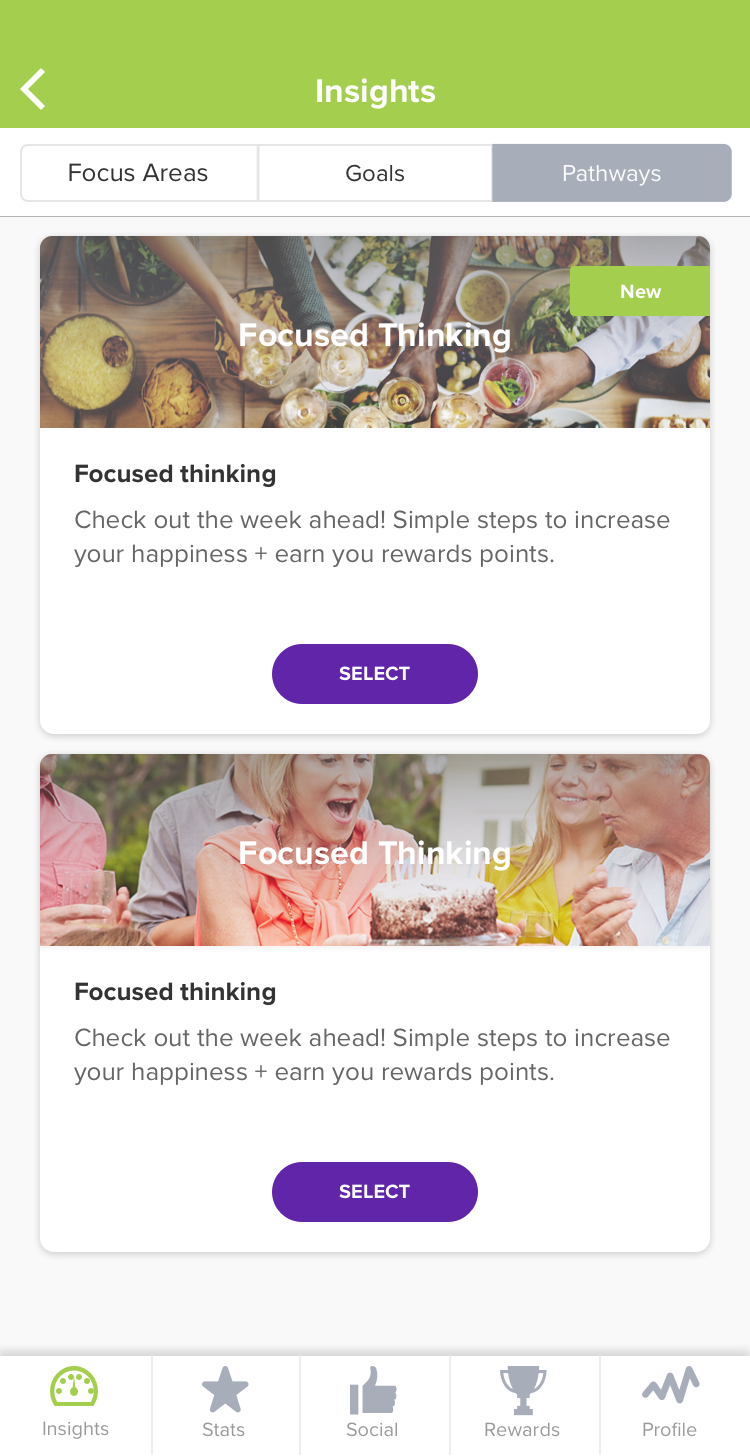 Insights
Focus Areas
Goals
Pathways
New
Focused Thinking
Focused thinking
Check out the week ahead! Simple steps to increase
your happiness + earn you rewards points.
SELECT
Focused Thinking
Focused thinking
Check out the week ahead! Simple steps to increase
your happiness + earn you rewards points.
SELECT
Insights
Stats
Social
Rewards
Profile